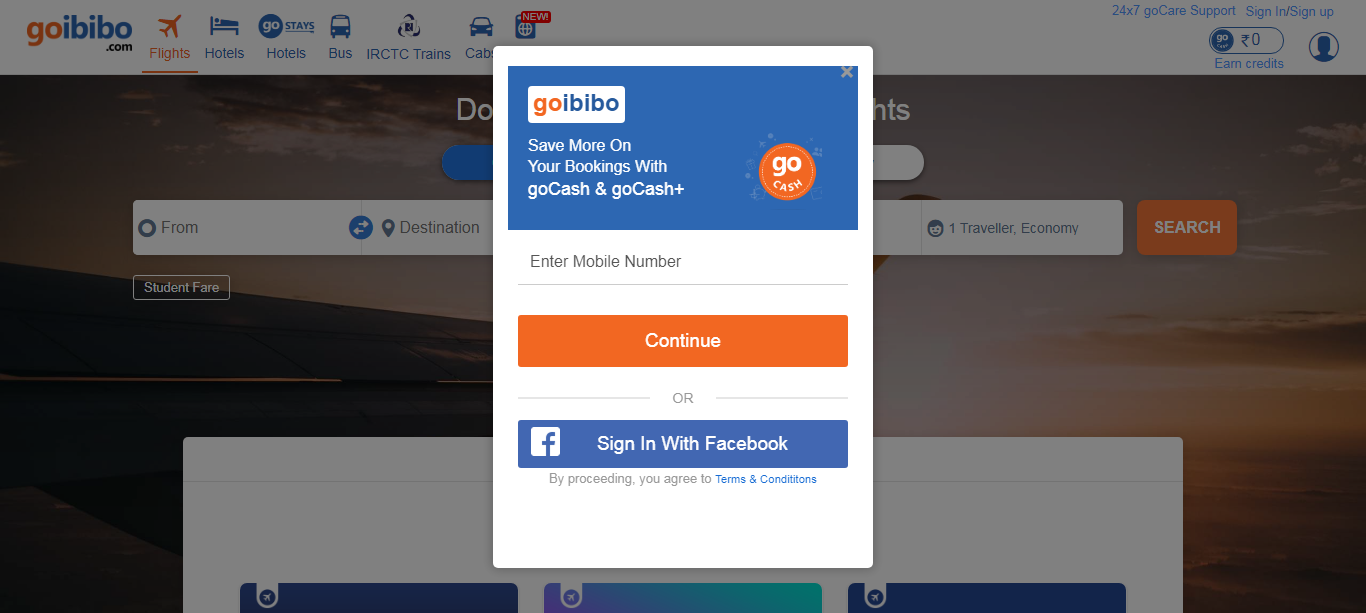 goibibo
.com
Flights
Hotels
go STAYS
Hotels
Bus
IRCTC Trains
Cabs
NEW!
24x7 goCare Support
Sign In/Sign up
go
CASH
₹0
Earn credits
Do
hts
From
Destination
1 Traveller, Economy
SEARCH
Student Fare
goibibo
Save More On
Your Bookings With
goCash & goCash+
go
CASH
Enter Mobile Number
Continue
OR
Sign In With Facebook
By proceeding, you agree to Terms & Condititons